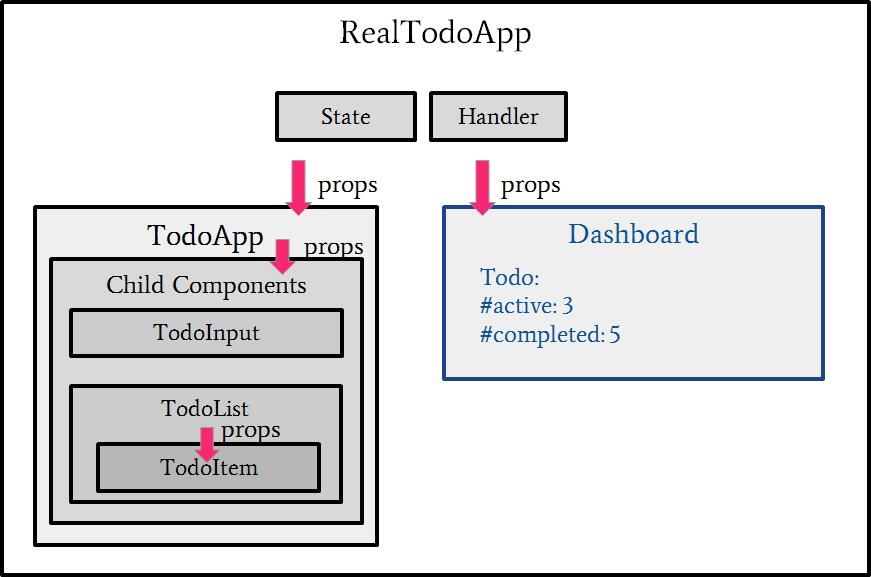 RealTodoApp
State
Handler
props
props
TodoApp
props
Child Components
TodoInput
TodoList
props
TodoItem
Dashboard
Todo:
#active: 3
#completed: 5